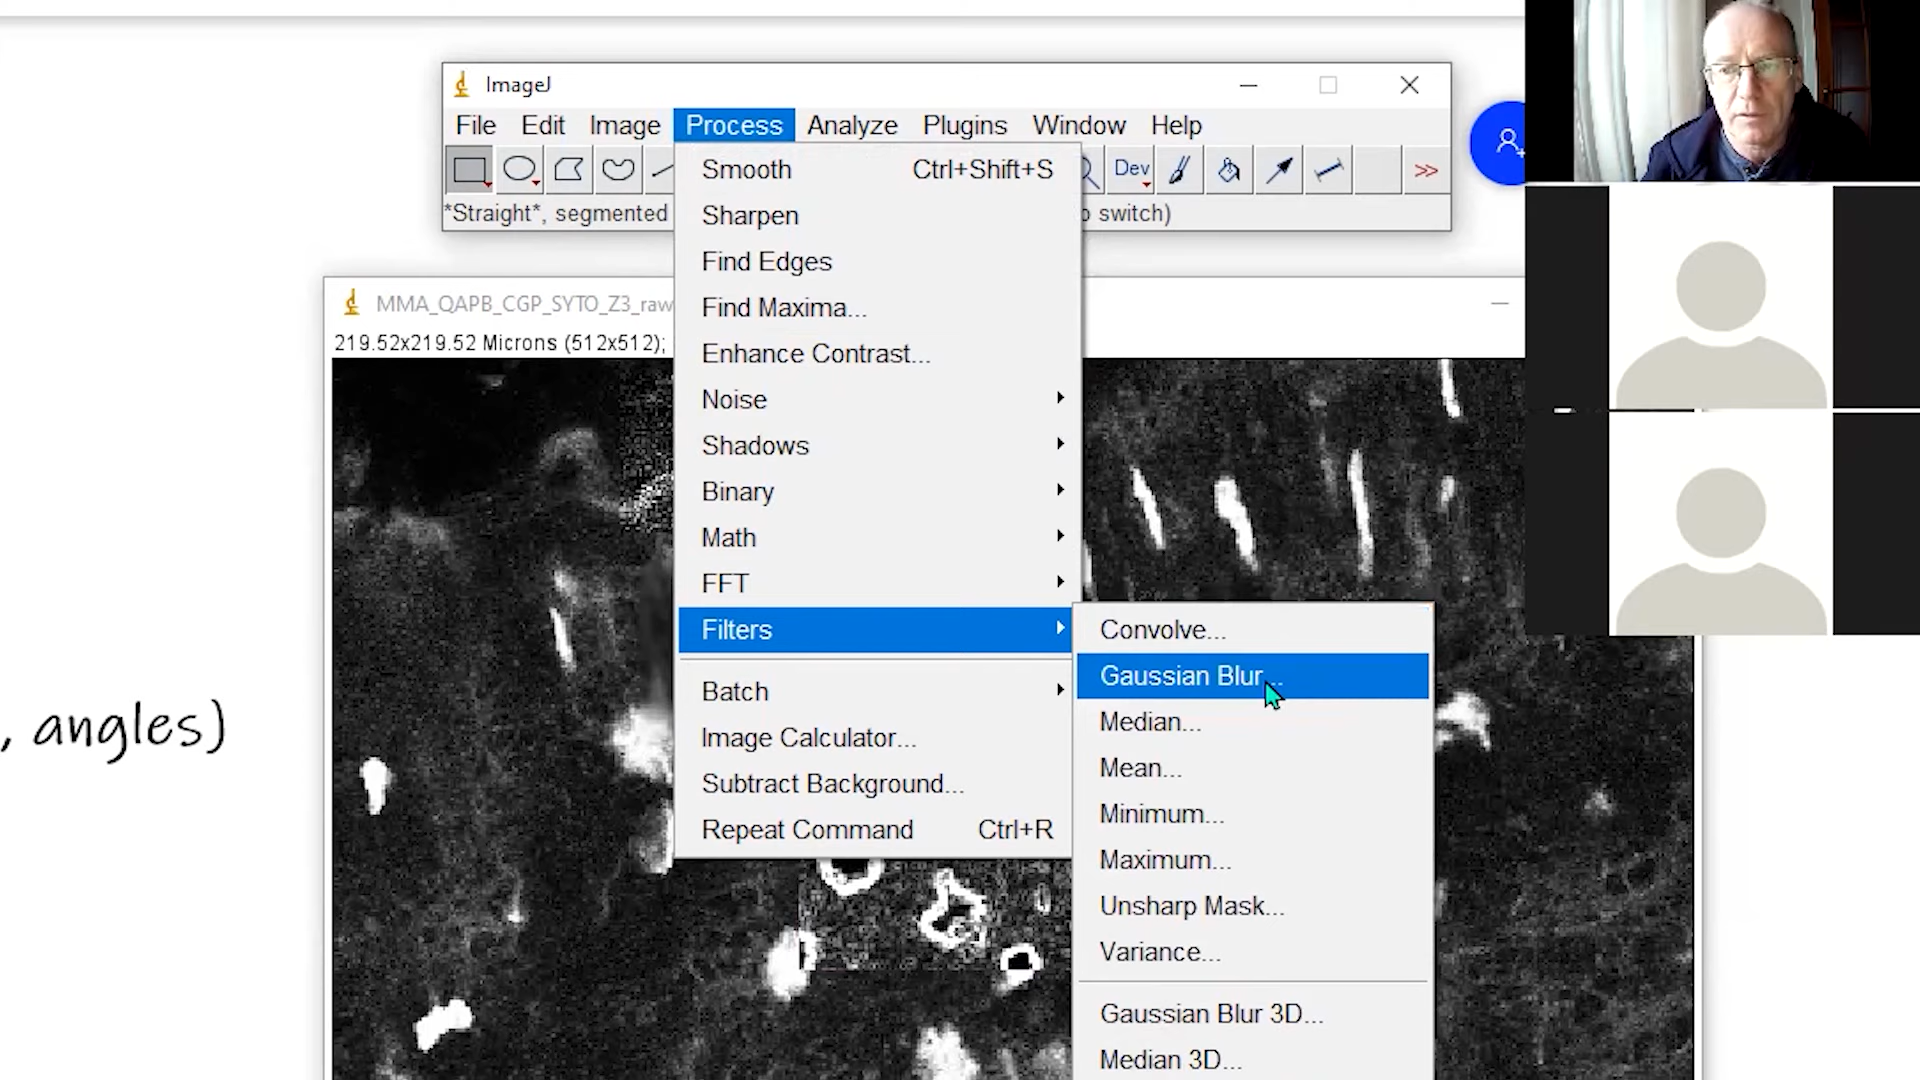 ImageJ
File Edit Image Process Analyze Plugins Window Help
Dev
>>
*Straight*, segmented
switch)
Smooth Ctrl+Shift+S
Sharpen
Find Edges
Find Maxima...
Enhance Contrast...
Noise
Shadows
Binary
Math
FFT
Filters
Batch
Image Calculator...
Subtract Background...
Repeat Command Ctrl+R
MMA_QAPB_CGP_SYTO_Z3_raw
219.52x219.52 Microns (512x512);
Convolve...
Gaussian Blur...
Median...
Mean...
Minimum...
Maximum...
Unsharp Mask...
Variance...
Gaussian Blur 3D...
Median 3D...
, angles)